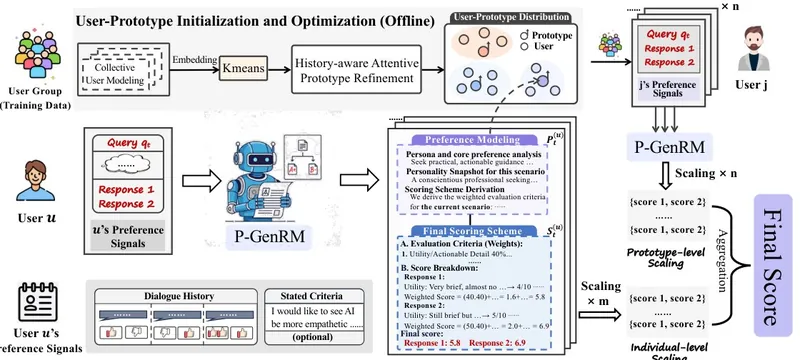 User-Prototype Initialization and Optimization (Offline)
User Group
(Training Data)
Collective
User Modeling
Embedding
Kmeans
History-aware Attentive
Prototype Refinement
User-Prototype Distribution
Prototype
User
......
× n
Query qt
Response 1
Response 2
j's Preference
Signals
User j
P-GenRM
Scaling × n
{score 1, score 2}
......
{score 1, score 2}
Prototype-level
Scaling
User u
Query qt
......
Response 1
Response 2
u's Preference
Signals
P-GenRM
......
Preference Modeling
Pt(u)
Persona and core preference analysis
Seek practical, actionable guidance ...
Personality Snapshot for this scenario
A conscientious professional seeking...
Scoring Scheme Derivation
We derive the weighted evaluation criteria
for the current scenario: ......
Final Scoring Scheme
St(u)
A. Evaluation Criteria (Weights):
1. Utility/Actionable Detail 40%...
......
B. Score Breakdown:
Response 1:
Utility: Very brief, almost no ...→ 4/10 ......
Weighted Score = (40.40)+...= 1.6+... = 5.8
Response 2:
Utility: Still brief but ...→ 5/10 ......
Weighted Score = (50.40)+... = 2.0+... = 6.9
Final score:
Response 1: 5.8 Response 2: 6.9
Scaling
× m
{score 1, score 2}
......
{score 1, score 2}
Individual-level
Scaling
Aggregation
Final Score
User u's
Preference Signals
Dialogue History
......
......
......
Stated Criteria
I would like to see AI
be more empathetic ......
(optional)